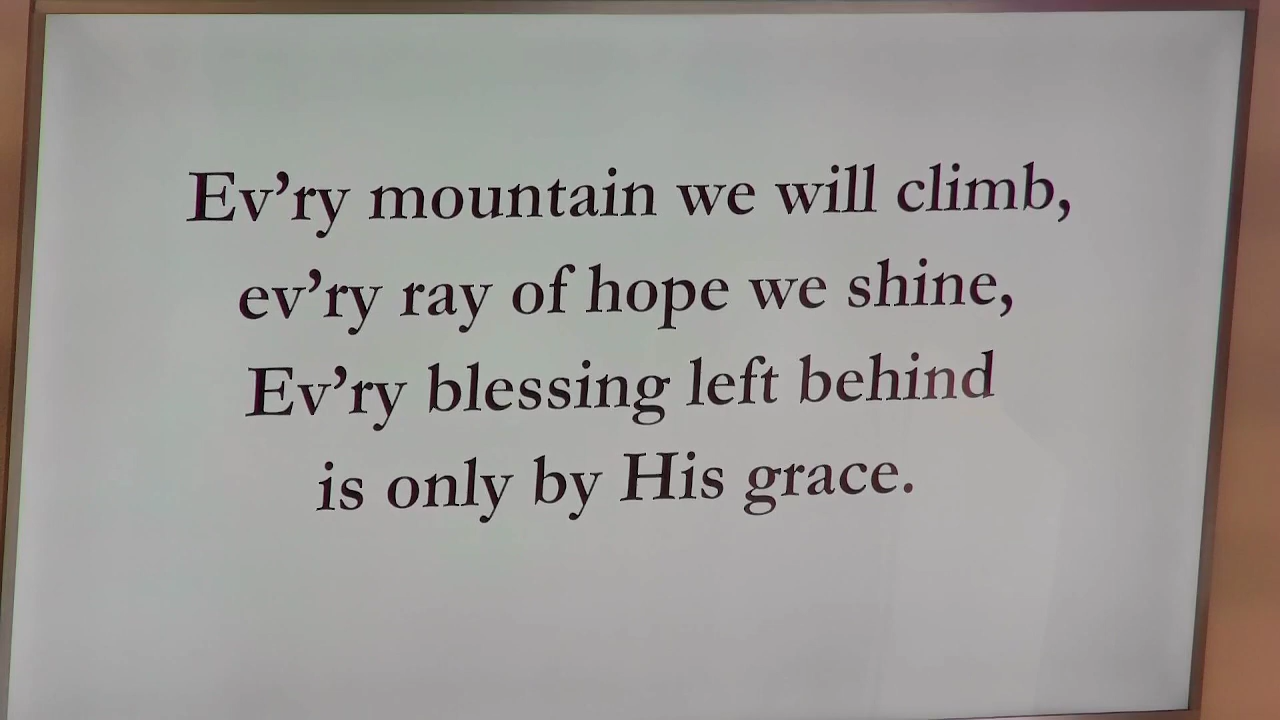 Ev’ry mountain we will climb,
ev’ry ray of hope we shine,
Ev’ry blessing left behind
is only by His grace.